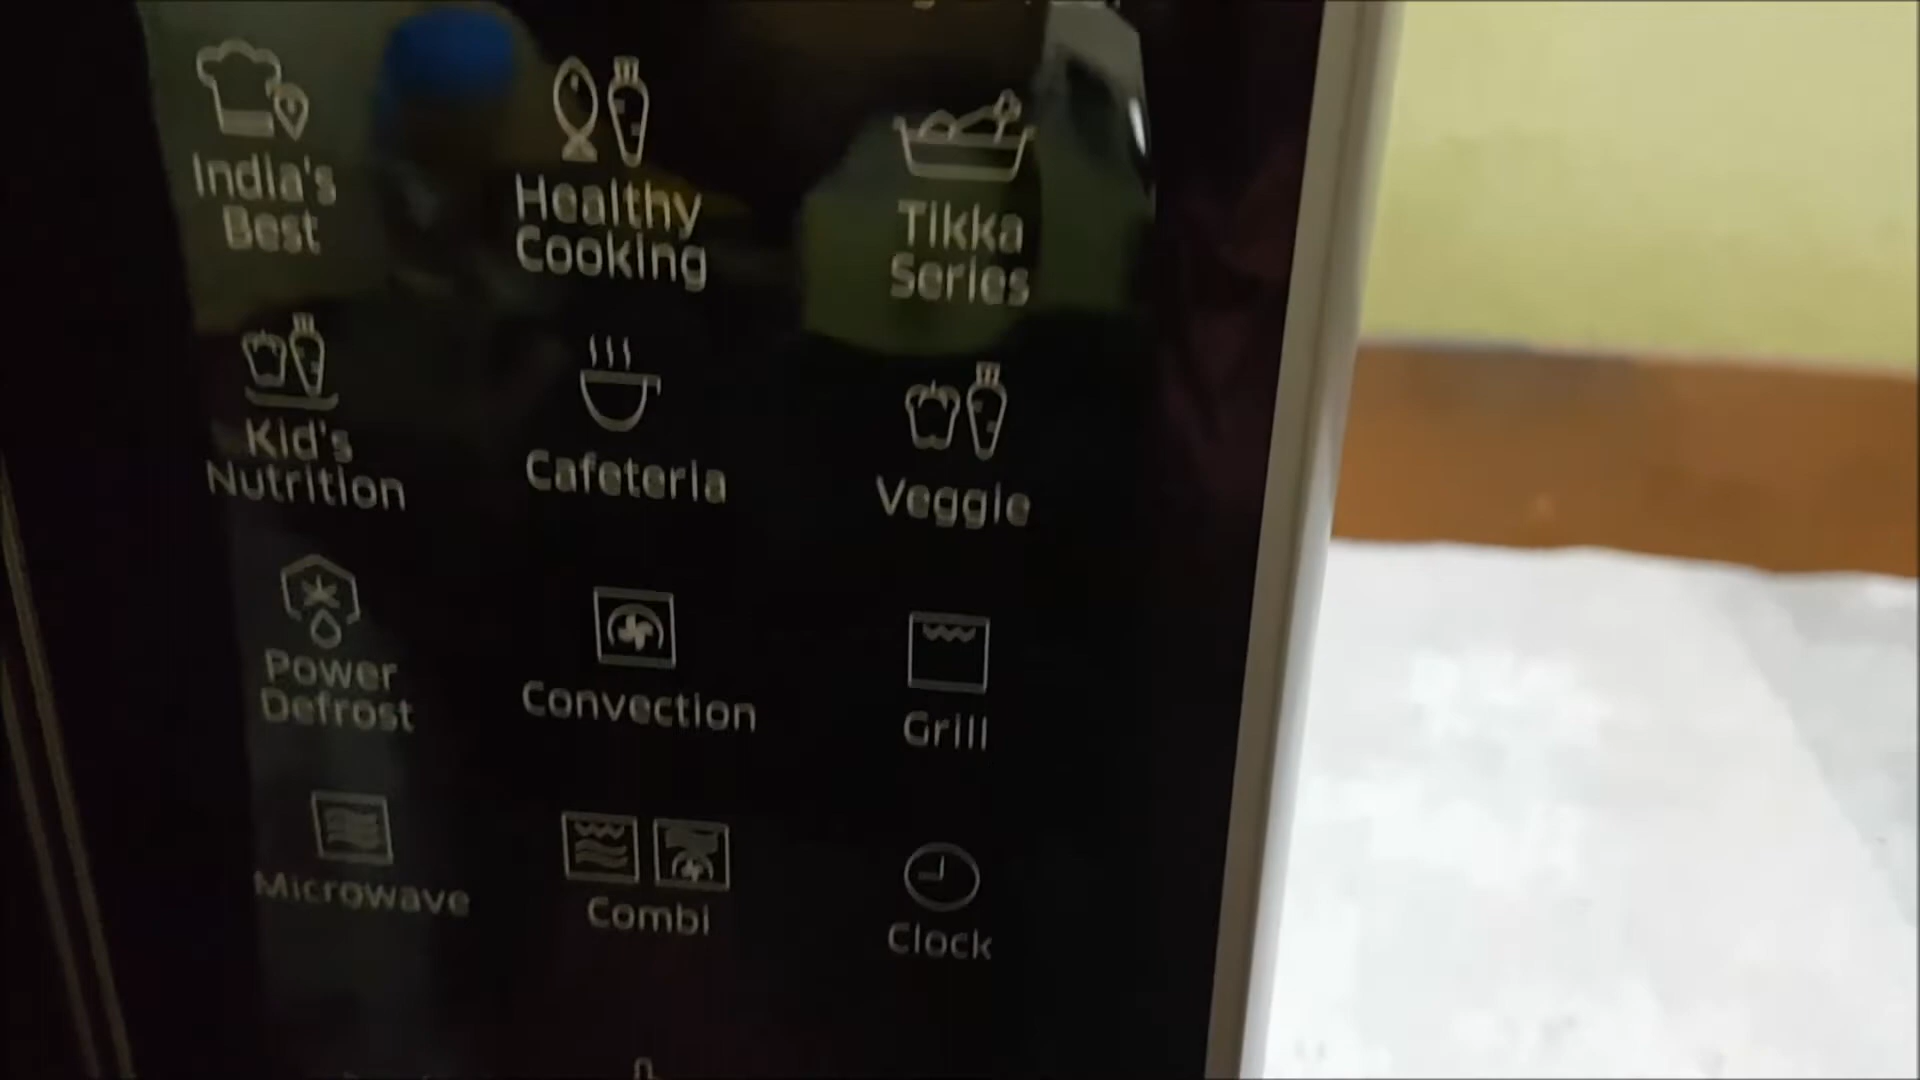 India's
Best
Healthy
Cooking
Tikka
Series
Kid's
Nutrition
Cafeteria
Veggie
Power
Defrost
Convection
Grill
Microwave
Combi
Clock